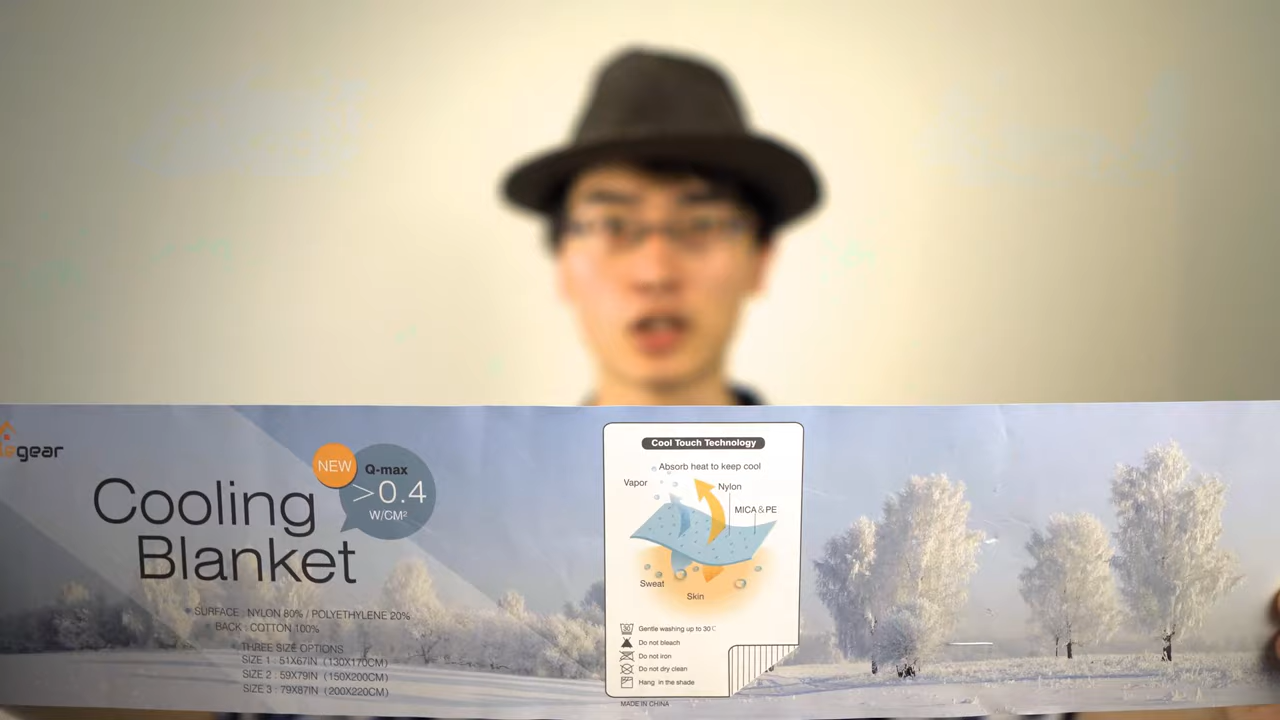 gear
Cooling
Blanket
NEW
Q-max
>0.4
W/CM²
SURFACE : NYLON 80% / POLYETHYLENE 20%
BACK : COTTON 100%
THREE SIZE OPTIONS
SIZE 1 : 51X67IN (130X170CM)
SIZE 2 : 59X79IN (150X200CM)
SIZE 3 : 79X87IN (200X220CM)
Cool Touch Technology
Absorb heat to keep cool
Vapor
Nylon
MICA & PE
Sweat
Skin
30
Gentle washing up to 30C
Do not bleach
Do not iron
Do not dry clean
Hang in the shade
MADE IN CHINA